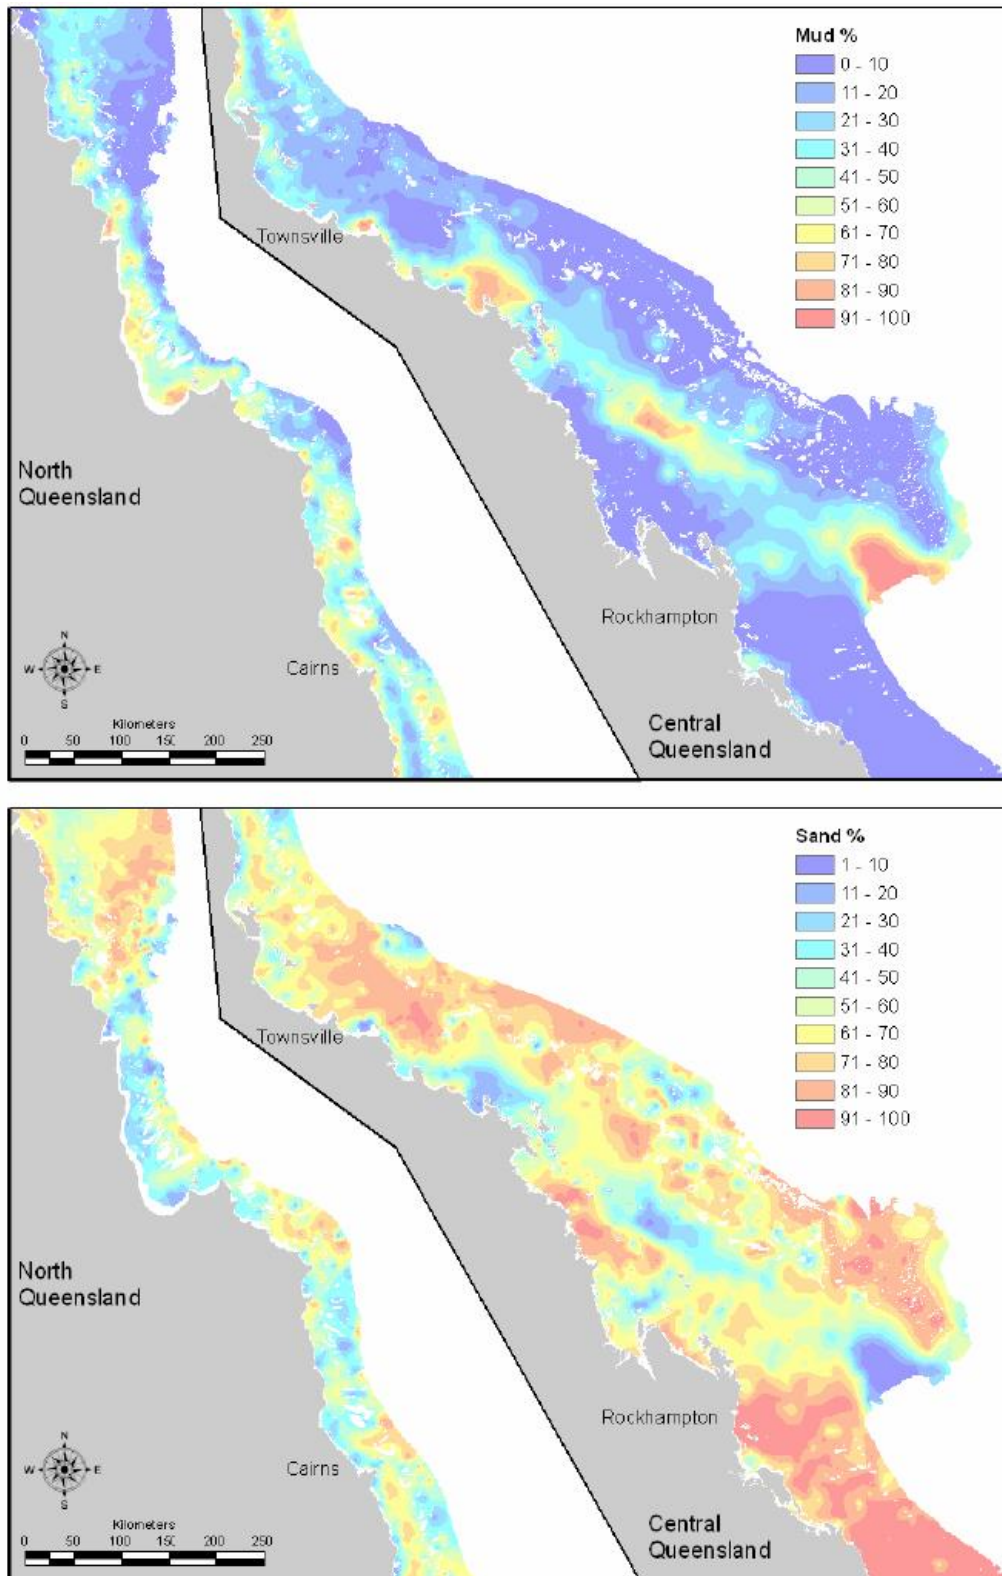 Mud %
0 - 10
11 - 20
21 - 30
31 - 40
41 - 50
51 - 60
61 - 70
71 - 80
81 - 90
91 - 100
Townsville
North
Queensland
Rockhampton
Cairns
N
W E
S
Kilometers
0 50 100 150 200 250
Central
Queensland
Sand %
1 - 10
11 - 20
21 - 30
31 - 40
41 - 50
51 - 60
61 - 70
71 - 80
81 - 90
91 - 100
Townsville
North
Queensland
Rockhampton
Cairns
N
W E
S
Kilometers
0 50 100 150 200 250
Central
Queensland